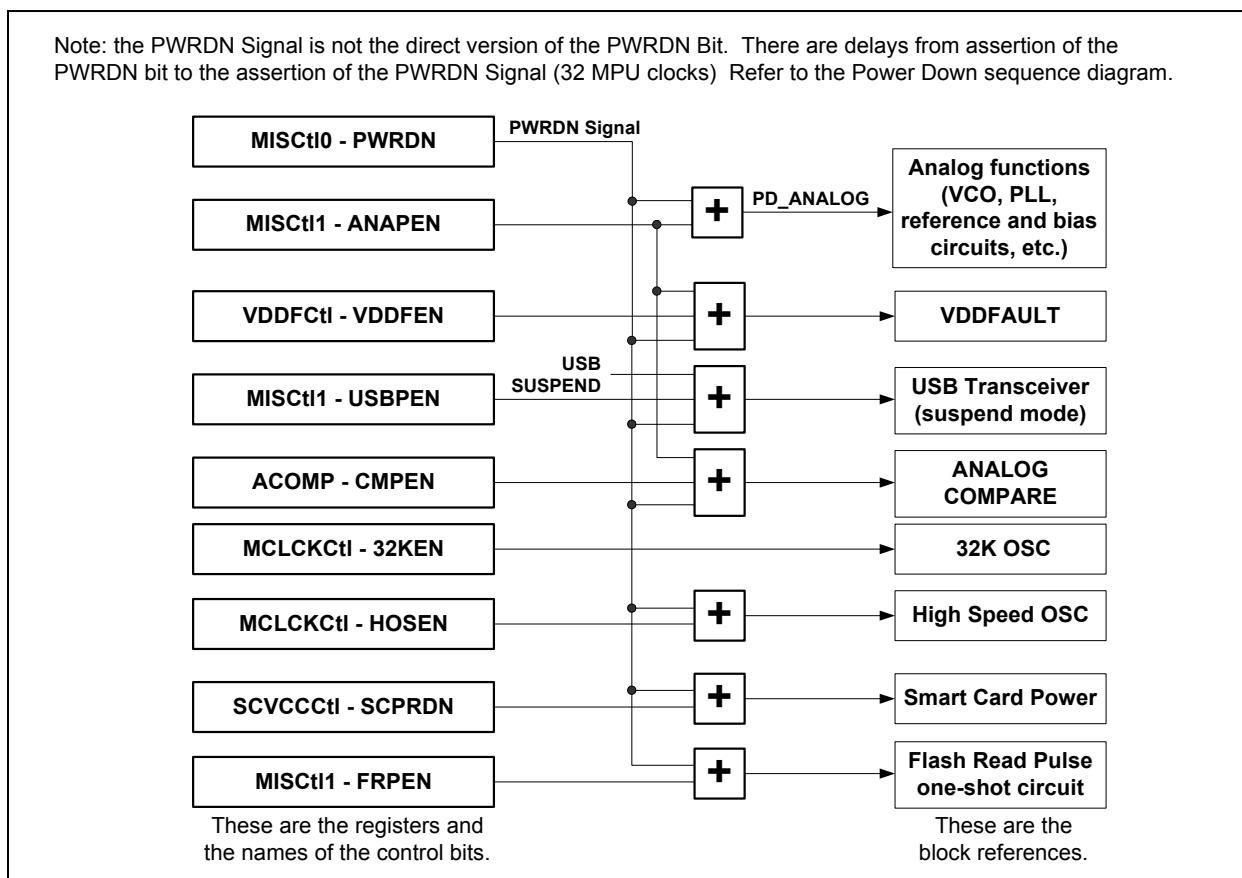 Note: the PWRDN Signal is not the direct version of the PWRDN Bit.  There are delays from assertion of the
PWRDN bit to the assertion of the PWRDN Signal (32 MPU clocks)  Refer to the Power Down sequence diagram.
MISCtl0 - PWRDN
PWRDN Signal
MISCtl1 - ANAPEN
+
PD_ANALOG
Analog functions
(VCO, PLL,
reference and bias
circuits, etc.)
VDDFCtl - VDDFEN
+
VDDFAULT
USB
SUSPEND
MISCtl1 - USBPEN
+
USB Transceiver
(suspend mode)
ACOMP - CMPEN
+
ANALOG
COMPARE
MCLCKCtl - 32KEN
32K OSC
MCLCKCtl - HOSEN
+
High Speed OSC
SCVCCCtl - SCPRDN
+
Smart Card Power
MISCtl1 - FRPEN
+
Flash Read Pulse
one-shot circuit
These are the registers and
the names of the control bits.
These are the
block references.